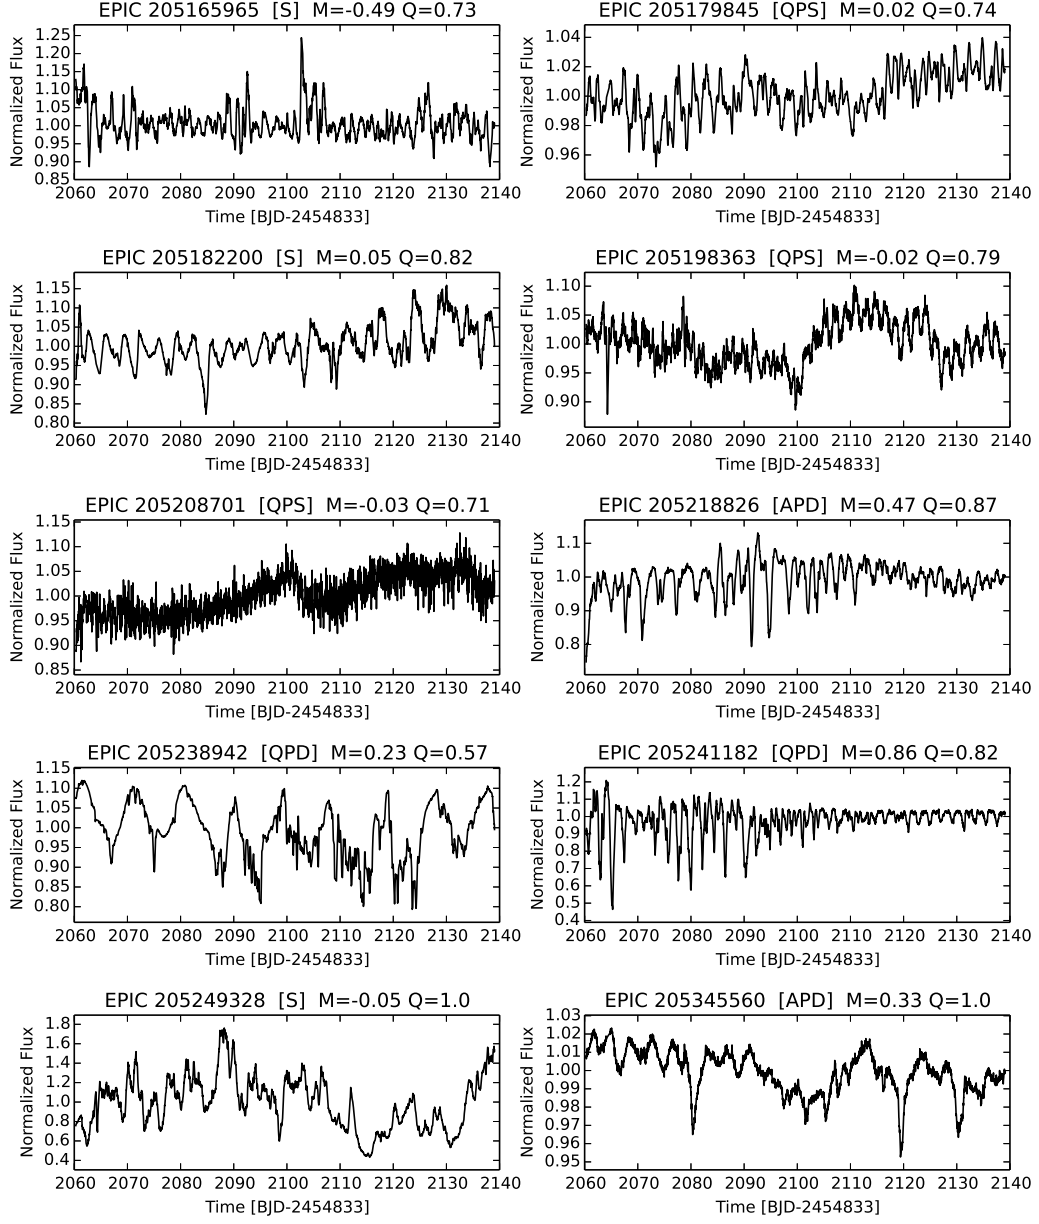 EPIC 205165965 [S] M=-0.49 Q=0.73
Normalized Flux
1.25
1.20
1.15
1.10
1.05
1.00
0.95
0.90
0.85
2060 2070 2080 2090 2100 2110 2120 2130 2140
Time [BJD-2454833]
EPIC 205179845 [QPS] M=0.02 Q=0.74
Normalized Flux
1.04
1.02
1.00
0.98
0.96
2060 2070 2080 2090 2100 2110 2120 2130 2140
Time [BJD-2454833]
EPIC 205182200 [S] M=0.05 Q=0.82
Normalized Flux
1.15
1.10
1.05
1.00
0.95
0.90
0.85
0.80
2060 2070 2080 2090 2100 2110 2120 2130 2140
Time [BJD-2454833]
EPIC 205198363 [QPS] M=-0.02 Q=0.79
Normalized Flux
1.10
1.05
1.00
0.95
0.90
2060 2070 2080 2090 2100 2110 2120 2130 2140
Time [BJD-2454833]
EPIC 205208701 [QPS] M=-0.03 Q=0.71
Normalized Flux
1.15
1.10
1.05
1.00
0.95
0.90
0.85
2060 2070 2080 2090 2100 2110 2120 2130 2140
Time [BJD-2454833]
EPIC 205218826 [APD] M=0.47 Q=0.87
Normalized Flux
1.1
1.0
0.9
0.8
2060 2070 2080 2090 2100 2110 2120 2130 2140
Time [BJD-2454833]
EPIC 205238942 [QPD] M=0.23 Q=0.57
Normalized Flux
1.15
1.10
1.05
1.00
0.95
0.90
0.85
0.80
2060 2070 2080 2090 2100 2110 2120 2130 2140
Time [BJD-2454833]
EPIC 205241182 [QPD] M=0.86 Q=0.82
Normalized Flux
1.2
1.1
1.0
0.9
0.8
0.7
0.6
0.5
0.4
2060 2070 2080 2090 2100 2110 2120 2130 2140
Time [BJD-2454833]
EPIC 205249328 [S] M=-0.05 Q=1.0
Normalized Flux
1.8
1.6
1.4
1.2
1.0
0.8
0.6
0.4
2060 2070 2080 2090 2100 2110 2120 2130 2140
Time [BJD-2454833]
EPIC 205345560 [APD] M=0.33 Q=1.0
Normalized Flux
1.03
1.02
1.01
1.00
0.99
0.98
0.97
0.96
0.95
2060 2070 2080 2090 2100 2110 2120 2130 2140
Time [BJD-2454833]